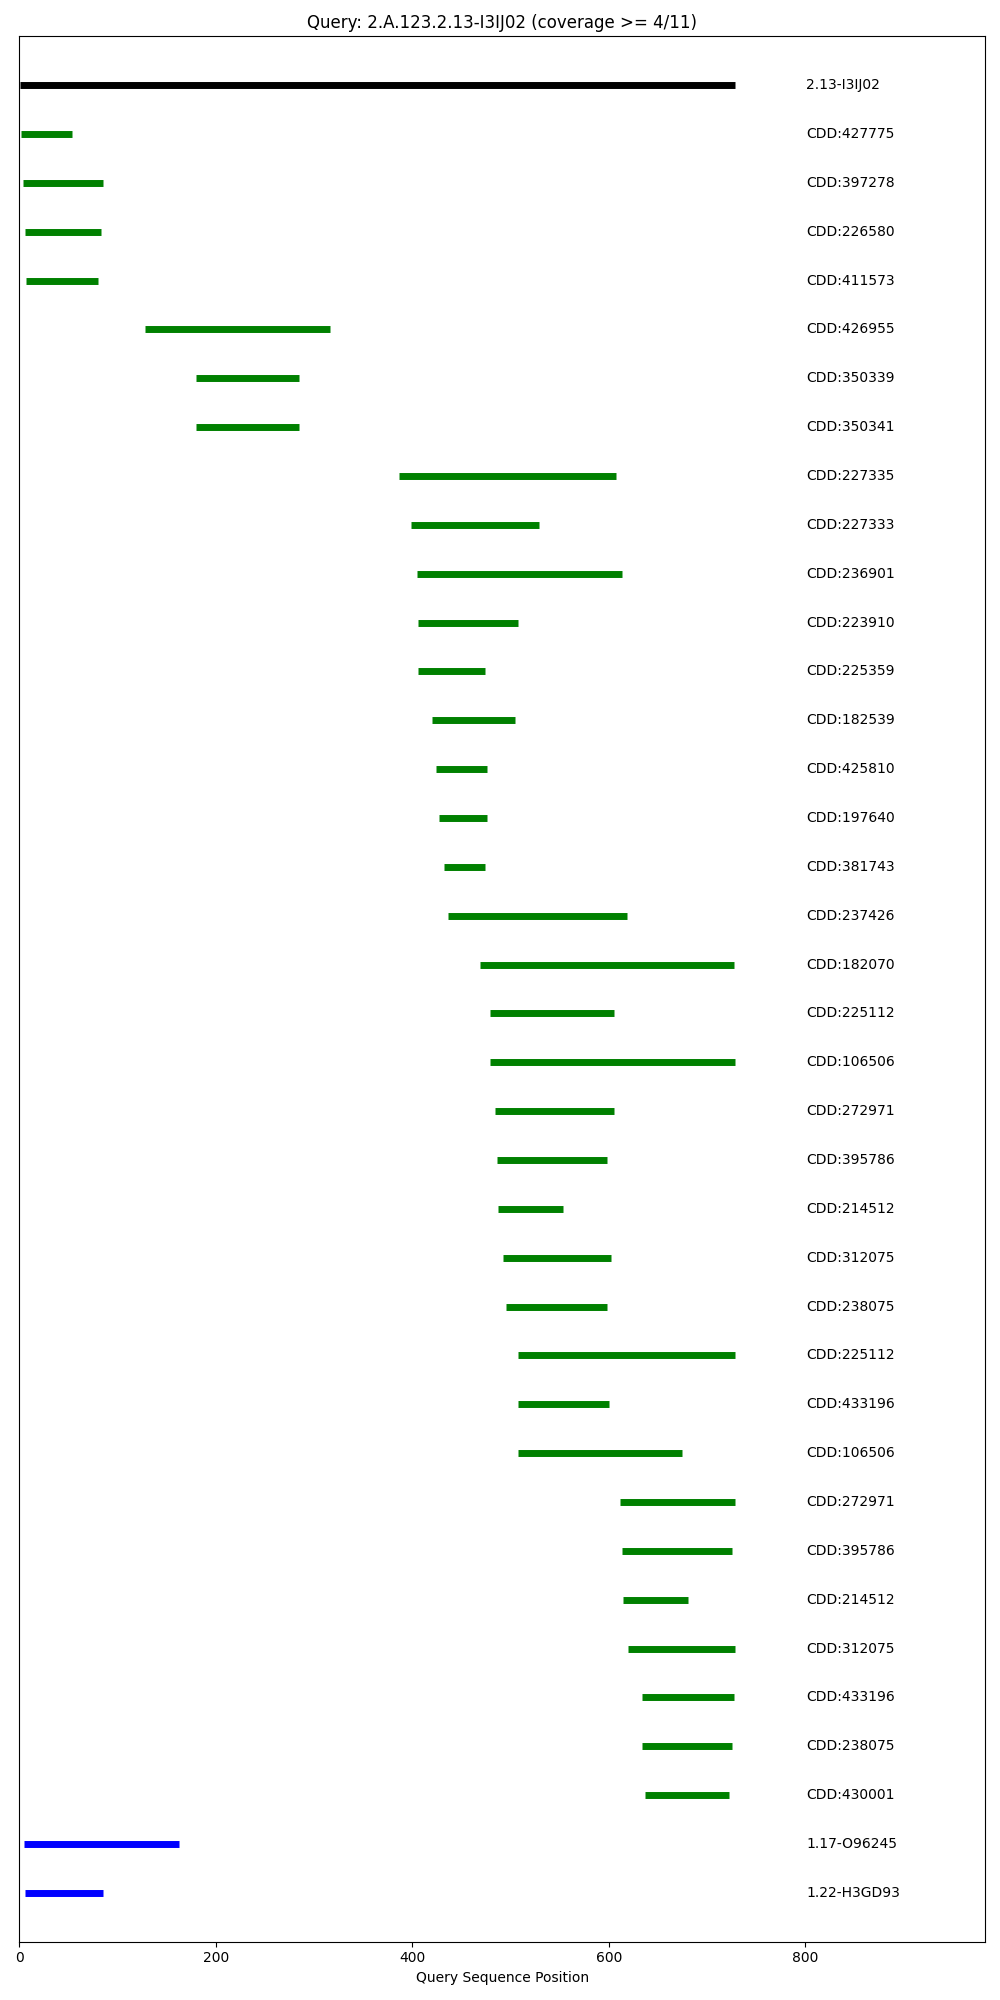 Query: 2.A.123.2.13-I3IJ02 (coverage >= 4/11)
2.13-I3IJ02
CDD:427775
CDD:397278
CDD:226580
CDD:411573
CDD:426955
CDD:350339
CDD:350341
CDD:227335
CDD:227333
CDD:236901
CDD:223910
CDD:225359
CDD:182539
CDD:425810
CDD:197640
CDD:381743
CDD:237426
CDD:182070
CDD:225112
CDD:106506
CDD:272971
CDD:395786
CDD:214512
CDD:312075
CDD:238075
CDD:225112
CDD:433196
CDD:106506
CDD:272971
CDD:395786
CDD:214512
CDD:312075
CDD:433196
CDD:238075
CDD:430001
1.17-O96245
1.22-H3GD93
0 200 400 600 800
Query Sequence Position